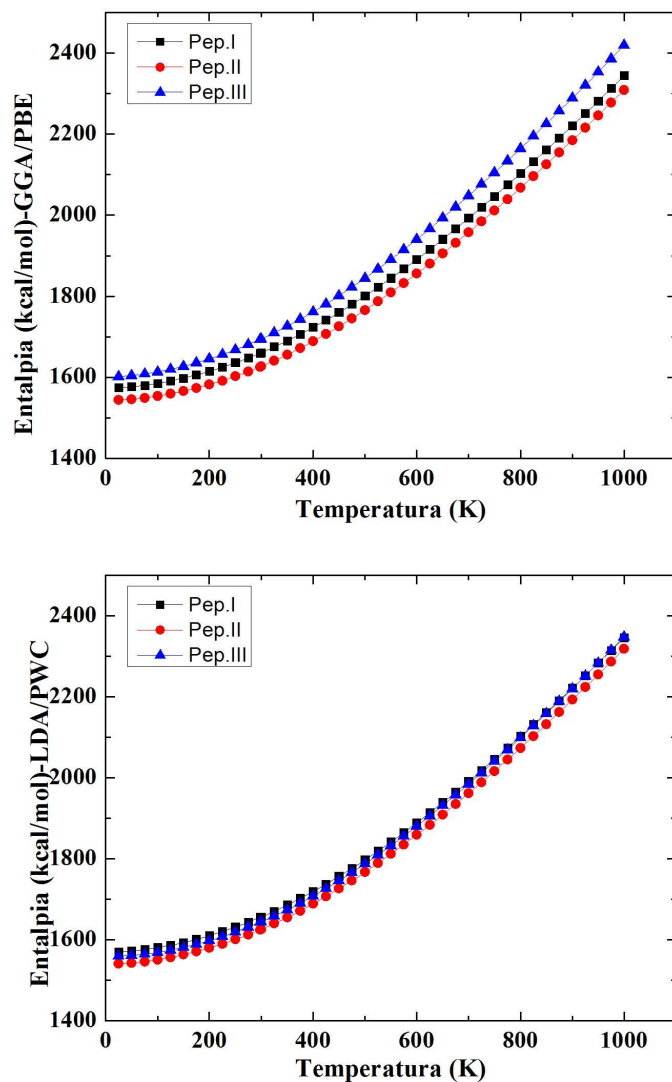 Entalpia (kcal/mol)-GGA/PBE
2400
2200
2000
1800
1600
1400
Pep.I
Pep.II
Pep.III
0 200 400 600 800 1000
Temperatura (K)
Entalpia (kcal/mol)-LDA/PWC
2400
2200
2000
1800
1600
1400
Pep.I
Pep.II
Pep.III
0 200 400 600 800 1000
Temperatura (K)